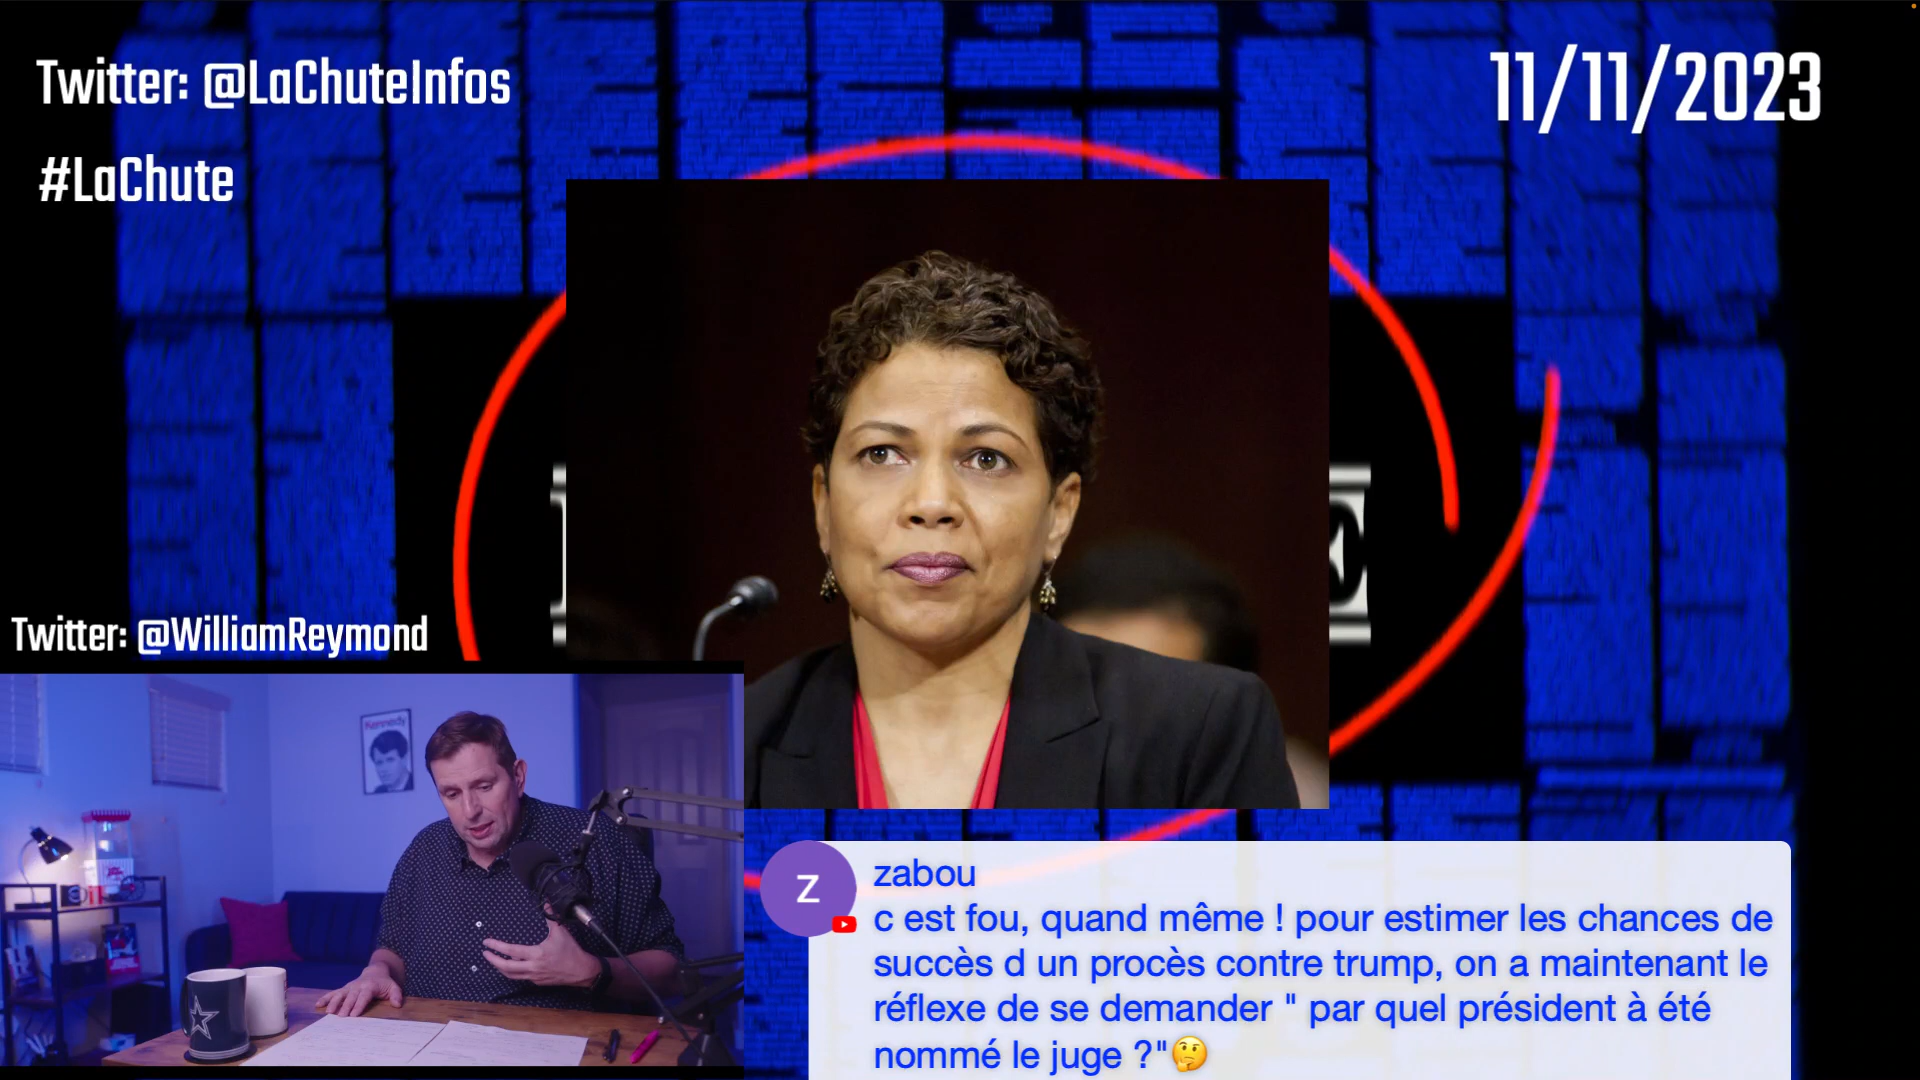 Twitter: @LaChuteInfos
#LaChute
11/11/2023
Twitter: @WilliamReymond
Kennedy
Z
zabou
c est fou, quand même ! pour estimer les chances de
succès d un procès contre trump, on a maintenant le
réflexe de se demander " par quel président à été
nommé le juge ?"🤔